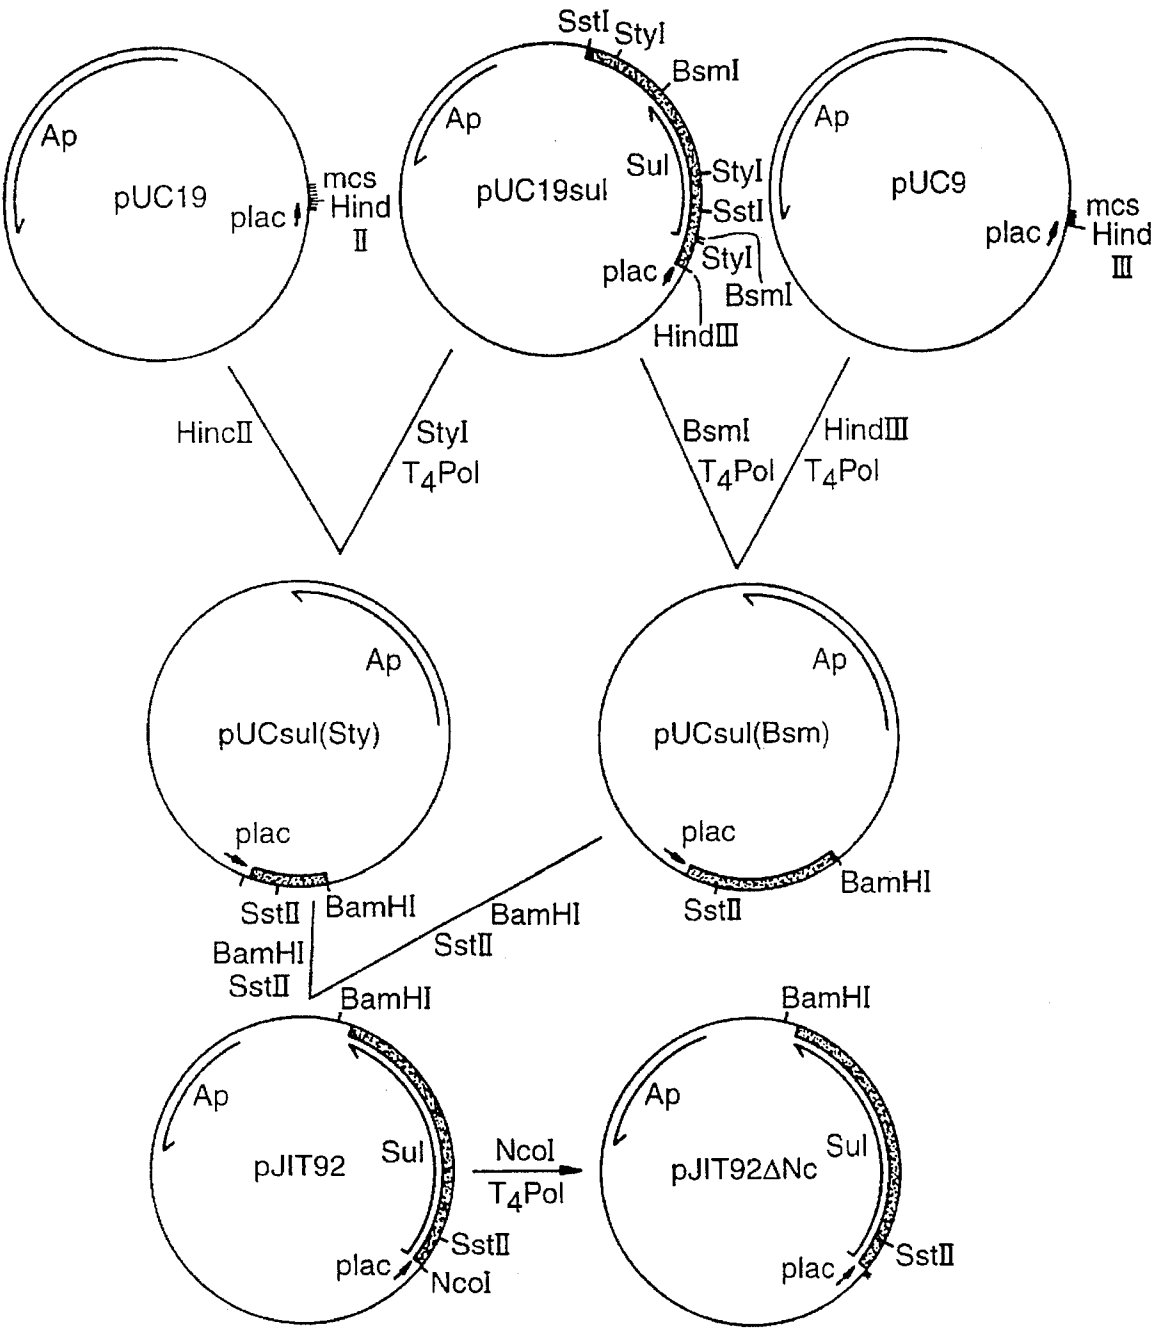 SstI
StyI
BsmI
Ap
pUC19
mcs
Hind
II
plac
Ap
Sul
pUC19sul
StyI
SstI
StyI
BsmI
plac
HindIII
Ap
pUC9
mcs
Hind
III
plac
HincII
StyI
T4Pol
BsmI
T4Pol
HindIII
T4Pol
Ap
pUCsul(Sty)
plac
SstII
BamHI
Ap
pUCsul(Bsm)
plac
SstII
BamHI
BamHI
SstII
BamHI
SstII
BamHI
Ap
Sul
pJIT92
plac
SstII
NcoI
NcoI
T4Pol
BamHI
Ap
Sul
pJIT92ΔNc
plac
SstII